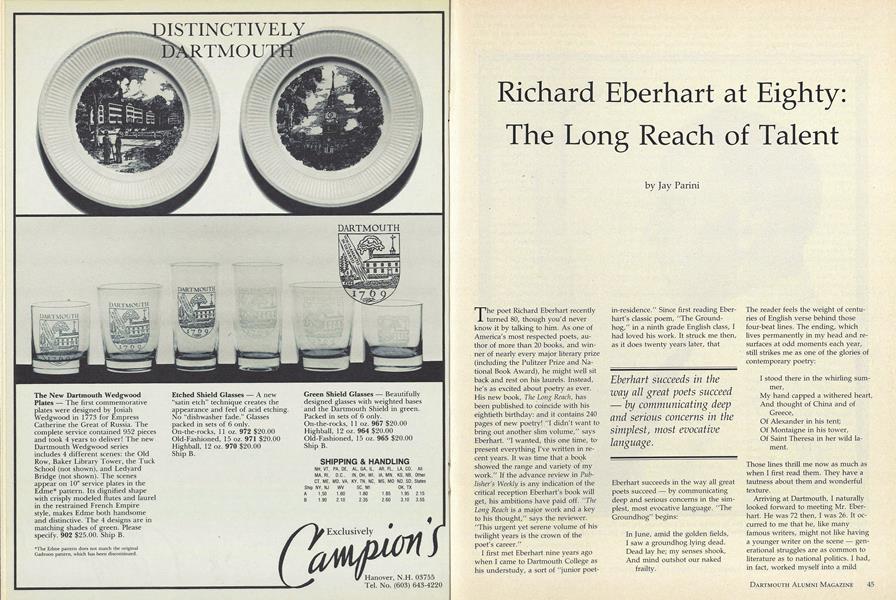 DISTINCTIVELY
DARTMOUTH
DARTMOUTH
1769
The New Dartmouth Wedgwood
Plates — The first commemorative
plates were designed by Josiah
Wedgwood in 1773 for Empress
Catherine the Great of Russia. The
complete service contained 952 pieces
and took 4 years to deliver! The new
Dartmouth Wedgwood series
includes 4 different scenes: the Old
Row, Baker Library Tower, the Tuck
School (not shown), and Ledyard
Bridge (not shown). The scenes
appear on 10" service plates in the
Edme* pattern. Its dignified shape
with crisply modeled flutes and laurel
in the restrained French Empire
style, makes Edme both handsome
and distinctive. The 4 designs are in
matching shades of green. Please
specify. 902 $25.00. Ship B.
*The Edme pattern does not match the original
Gadroon pattern, which has been discontinued.
Etched Shield Glasses — A new
"satin etch" technique creates the
appearance and feel of acid etching.
No "dishwasher fade." Glasses
packed in sets of 6 only.
On-the-rocks, 11 oz. 972 $20.00
Old-Fashioned, 15 oz. 971 $20.00
Highball, 12 oz. 970 $20.00
Ship B.
Green Shield Glasses — Beautifully
designed glasses with weighted bases
and the Dartmouth Shield in green.
Packed in sets of 6 only.
On-the-rocks, 11 oz. 967 $20.00
Highball, 12 oz. 964 $20.00
Old-Fashioned, 15 oz. 965 $20.00
Ship B.
SHIPPING & HANDLING
Ship
A 1.50 1.60 1.80 1.85 1.95 2.15
B 1.90 2.10 2.35 2.60 3.10 3.55
Exclusively
Campion's
Hanover, N.H. 03755
Tel. No. (603) 643-4220
Richard Eberhart at Eighty:
The Long Reach of Talent
by Jay Parini
The poet Richard Eberhart recently
turned 80, though you'd never
know it by talking to him. As one of
America's most respected poets, au-
thor of more than 20 books, and win-
ner of nearly every major literary prize
(including the Pulitzer Prize and Na-
tional Book Award), he might well sit
back and rest on his laurels. Instead,
he's as excited about poetry as ever.
His new book, The Long Reach, has
been published to coincide with his
eightieth birthday: and it contains 240
pages of new poetry! "I didn't want to
bring out another slim volume," says
Eberhart. "I wanted, this one time, to
present everything I've written in re-
cent years. It was time that a book
showed the range and variety of my
work." If the advance review in Pub-
lisher's Weekly is any indication of the
critical reception Eberhart's book will
get, his ambitions have paid off. "The
Long Reach is a major work and a key
to his thought," says the reviewer.
"This urgent yet serene volume of his
twilight years is the crown of the
poet's career."
I first met Eberhart nine years ago
when I came to Dartmouth College as
his understudy, a sort of "junior poet-
in-residence." Since first reading Eber-
hart's classic poem, "The Ground-
hog," in a ninth grade English class, I
had loved his work. It struck me then,
as it does twenty years later, that
Eberhart succeeds in the
way all great poets succeed
— by communicating deep
and serious concerns in the
simplest, most evocative
language.
Eberhart succeeds in the way all great
poets succeed — by communicating
deep and serious concerns in the sim-
plest, most evocative language. "The
Groundhog" begins:
In June, amid the golden fields,
I saw a groundhog lying dead.
Dead lay he; my senses shook,
And mind outshot our naked
frailty.
The reader feels the weight of centu-
ries of English verse behind those
four-beat lines. The ending, which
lives permanently in my head and re-
surfaces at odd moments each year,
still strikes me as one of the glories of
contemporary poetry:
I stood there in the whirling sum-
mer,
My hand capped a withered heart,
And thought of China and of
Greece,
Of Alexander in his tent;
Of Montaigne in his tower,
Of Saint Theresa in her wild la-
ment.
Those lines thrill me now as much as
when I first read them. They have a
tautness about them and wonderful
texture.
Arriving at Dartmouth, I naturally
looked forward to meeting Mr. Eber-
hart. He was 72 then, I was 26. It oc-
curred to me that he, like many
famous writers, might not like having
a younger writer on the scene — gen-
erational struggles are as common to
literature as to national politics. I had,
in fact, worked myself into a mild
DARTMOUTH ALUMNI MAGAZINE 45